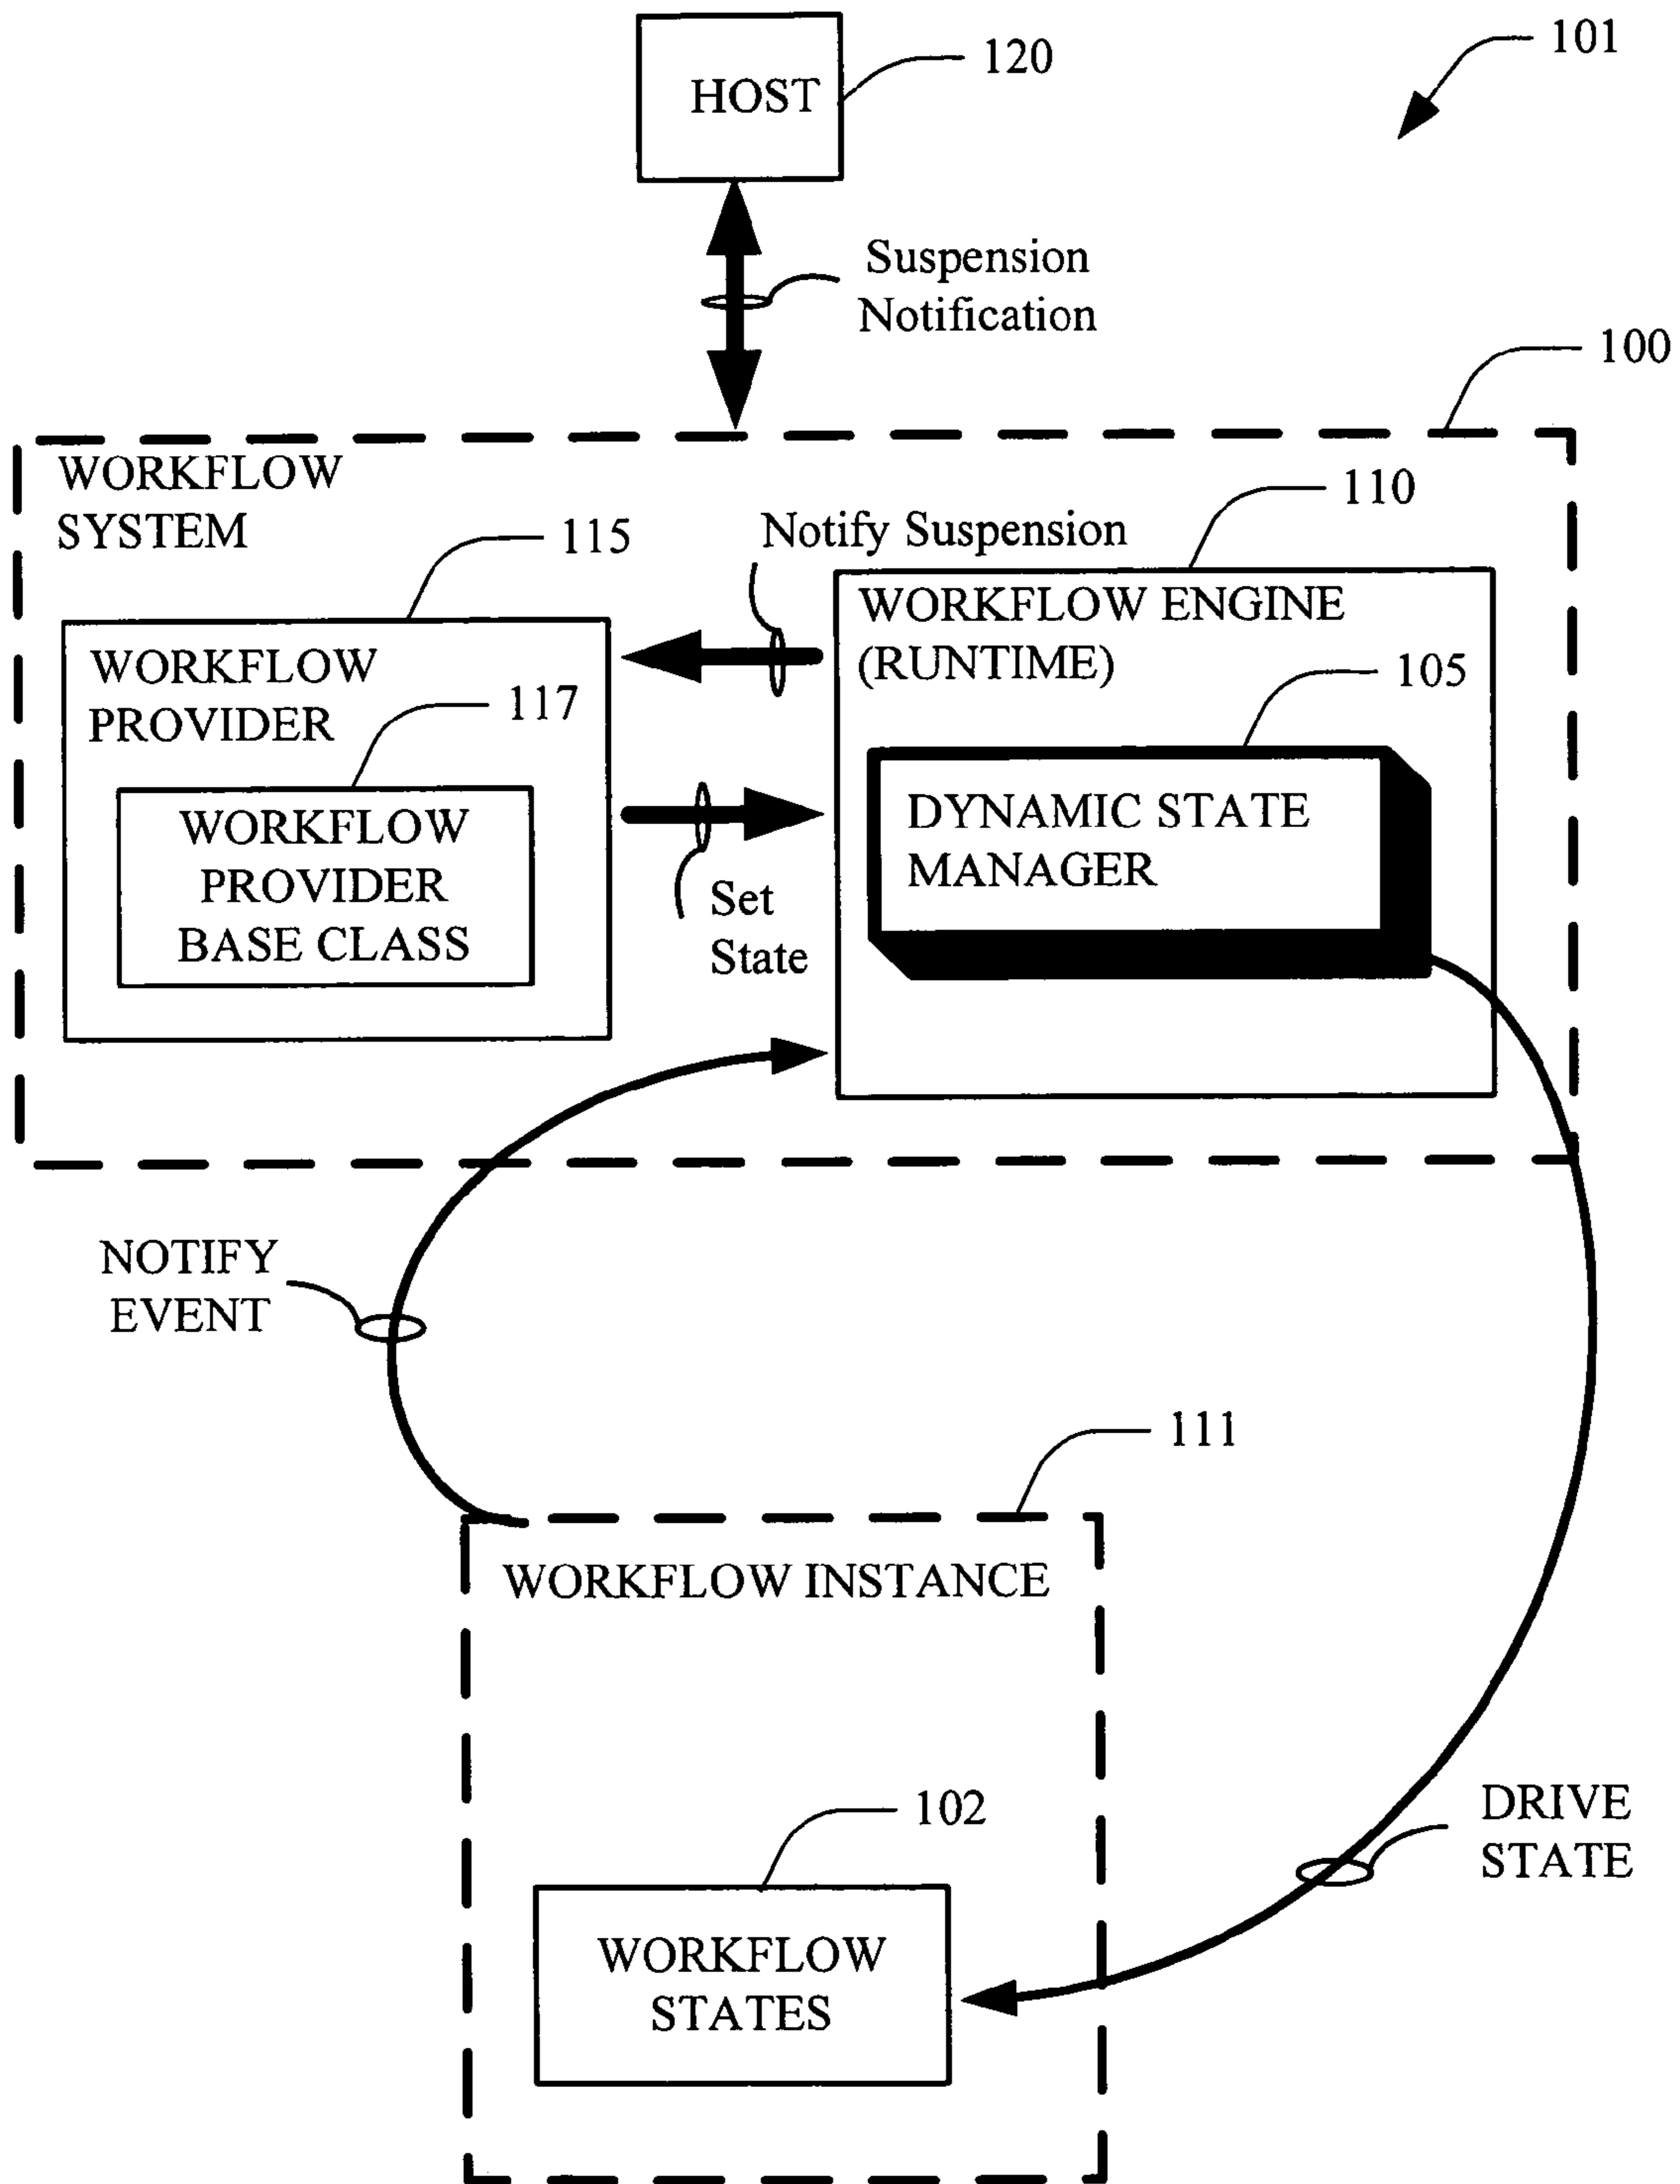 101
120
HOST
Suspension
Notification
100
WORKFLOW
SYSTEM
110
Notify Suspension
115
WORKFLOW ENGINE
(RUNTIME)
WORKFLOW
PROVIDER
105
117
DYNAMIC STATE
MANAGER
WORKFLOW
PROVIDER
BASE CLASS
Set
State
NOTIFY
EVENT
111
WORKFLOW INSTANCE
102
DRIVE
STATE
WORKFLOW
STATES